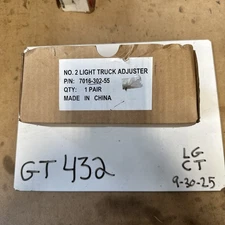 NO. 2 LIGHT TRUCK ADJUSTER
P/N: 7016-302-55
QTY: 1 PAIR
MADE IN CHINA
GT 432
LG
CT
9-30-25